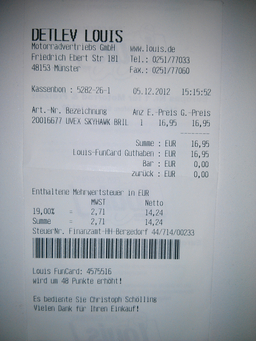 DETLEV LOUIS
Motorradvertriebs GmbH www.louis.de
Friedrich Ebert Str 181 Tel.: 0251/77033
48153 Münster Fax.: 0251/77060
Kassenbon : 5282-26-1 05.12.2012 15:15:52
Art.-Nr. Bezeichnung Anz E.-Preis G.-Preis
20016677 UVEX SKYHAWK BRIL 1 16,95 16,95
Summe : EUR 16,95
Louis-FunCard Guthaben : EUR 16,95
Bar : EUR 0,00
zurück : EUR 0,00
Enthaltene Mehrwertsteuer in EUR
MWST Netto
19,00% = 2,71 14,24
Summe = 2,71 14,24
SteuerNr. Finanzamt-HH-Bergedorf 44/714/00233
Louis FunCard: 4575516
wird um 48 Punkte erhöht!
Es bediente Sie Christoph Schölling
Vielen Dank für Ihren Einkauf!